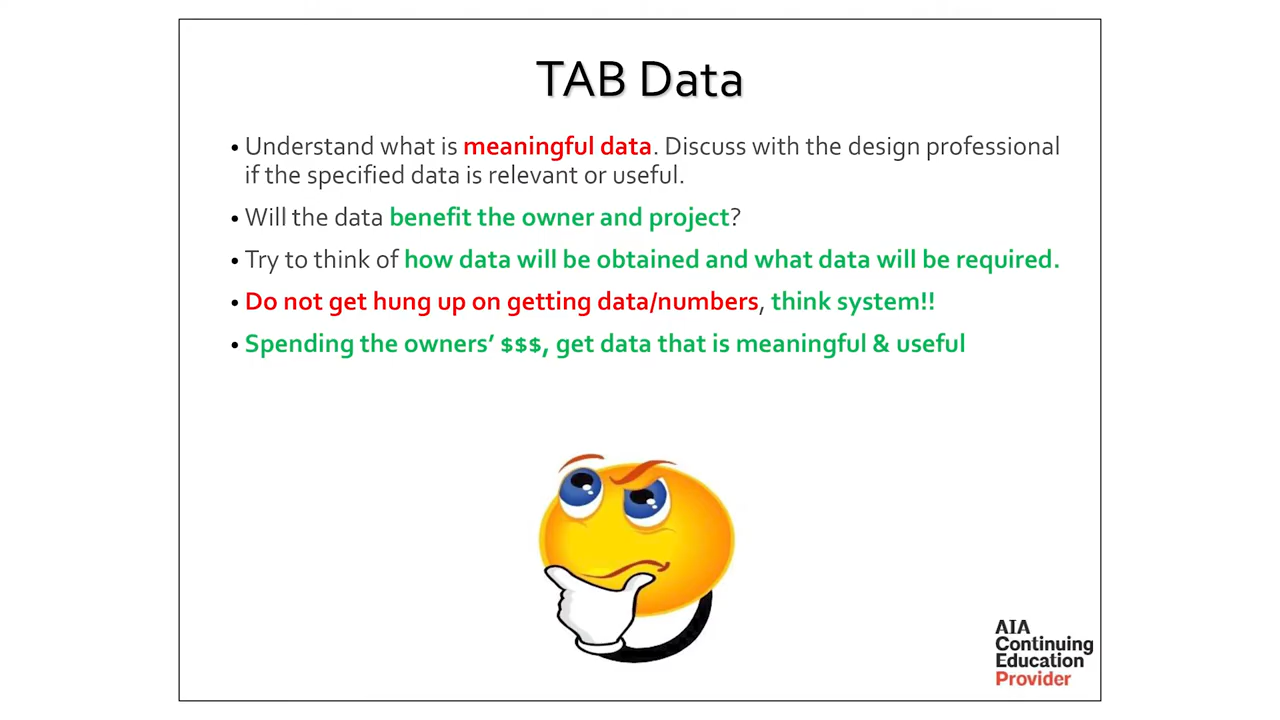 TAB Data
• Understand what is meaningful data. Discuss with the design professional
if the specified data is relevant or useful.
• Will the data benefit the owner and project?
• Try to think of how data will be obtained and what data will be required.
• Do not get hung up on getting data/numbers, think system!!
• Spending the owners’ $$$, get data that is meaningful & useful
AIA
Continuing
Education
Provider